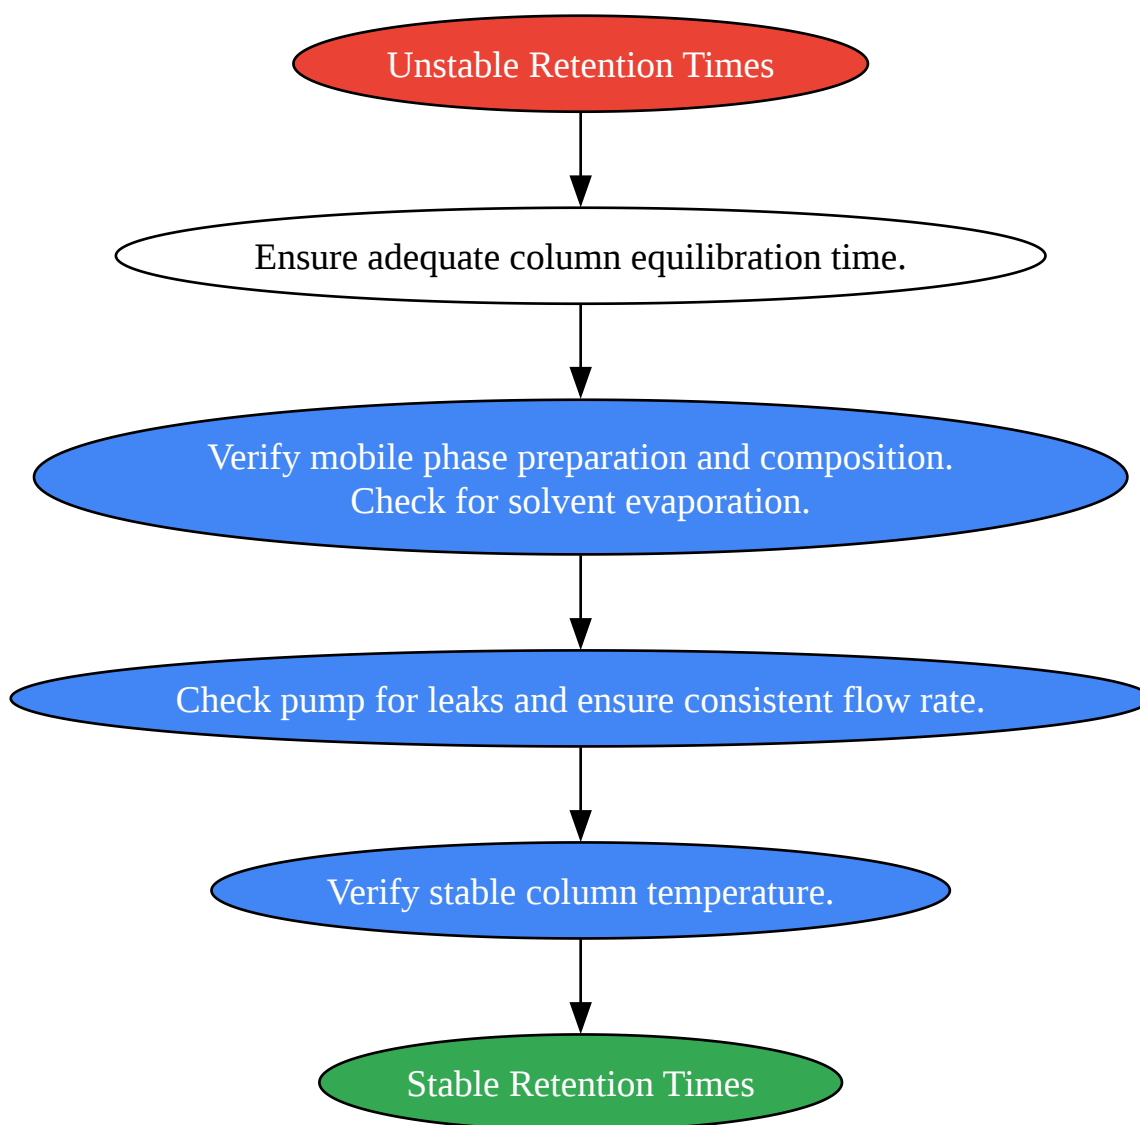 Unstable Retention Times
Ensure adequate column equilibration time.
Verify mobile phase preparation and composition.
Check for solvent evaporation.
Check pump for leaks and ensure consistent flow rate.
Verify stable column temperature.
Stable Retention Times